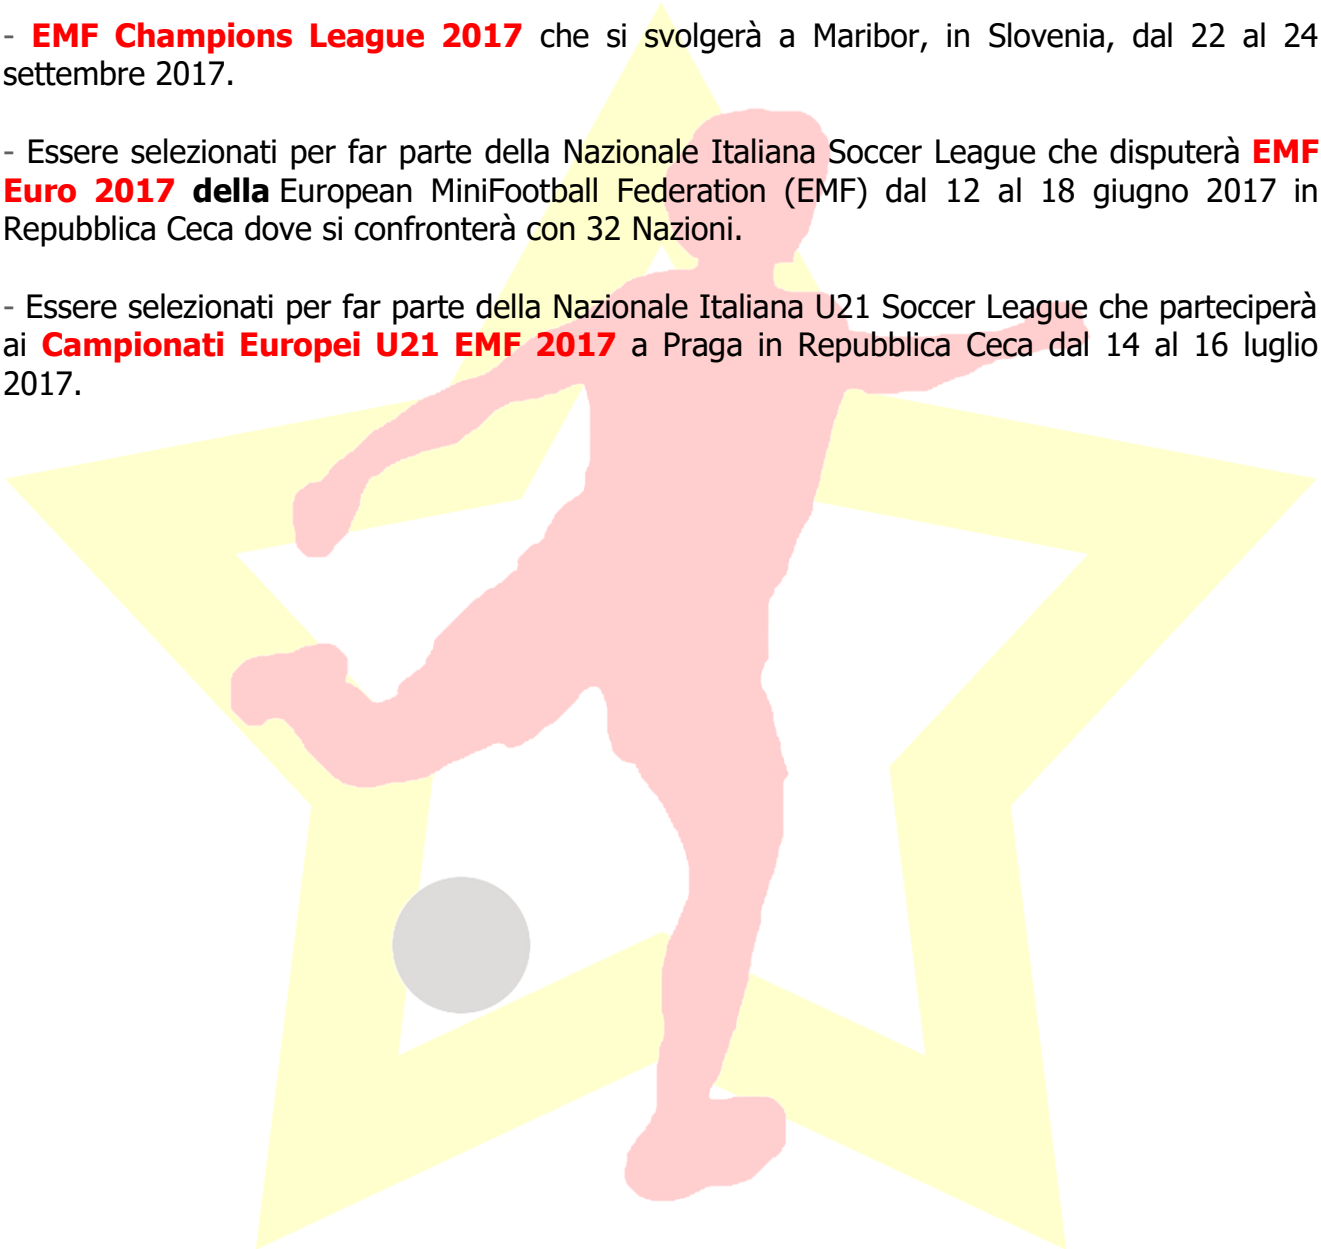 - EMF Champions League 2017 che si svolgerà a Maribor, in Slovenia, dal 22 al 24
settembre 2017.
- Essere selezionati per far parte della Nazionale Italiana Soccer League che disputerà EMF
Euro 2017 della European MiniFootball Federation (EMF) dal 12 al 18 giugno 2017 in
Repubblica Ceca dove si confronterà con 32 Nazioni.
- Essere selezionati per far parte della Nazionale Italiana U21 Soccer League che parteciperà
ai Campionati Europei U21 EMF 2017 a Praga in Repubblica Ceca dal 14 al 16 luglio
2017.